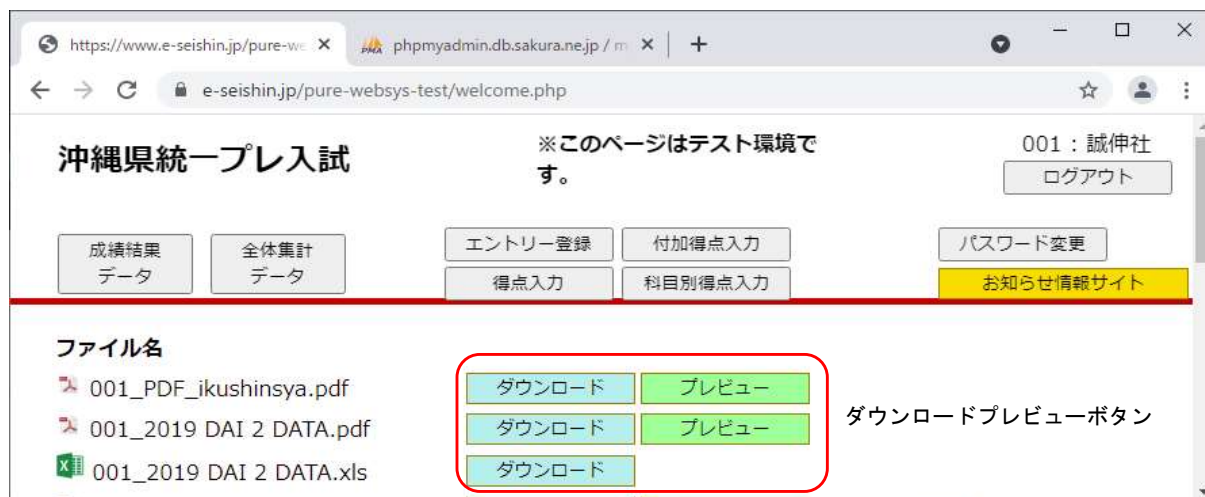 https://www.e-seishin.jp/pure-we
phpmyadmin.db.sakura.ne.jp / m
e-seishin.jp/pure-websys-test/welcome.php
沖縄県統一プレ入試
※このページはテスト環境で
す。
001：誠伸社
ログアウト
成績結果
データ
全体集計
データ
エントリー登録
付加得点入力
得点入力
科目別得点入力
パスワード変更
お知らせ情報サイト
ファイル名
001_PDF_ikushinsya.pdf ダウンロード プレビュー
001_2019 DAI 2 DATA.pdf ダウンロード プレビュー
ダウンロードプレビューボタン
001_2019 DAI 2 DATA.xls ダウンロード